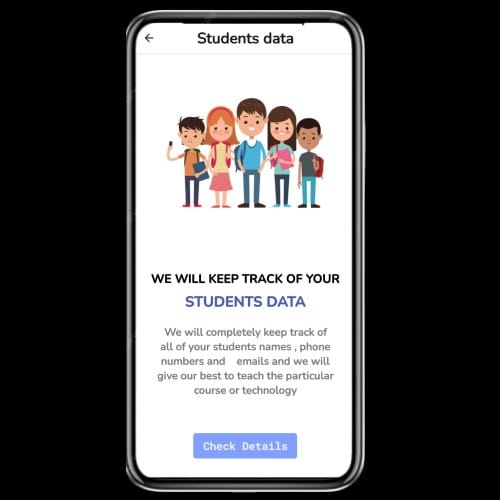 Students data
WE WILL KEEP TRACK OF YOUR
STUDENTS DATA
We will completely keep track of
all of your students names , phone
numbers and emails and we will
give our best to teach the particular
course or technology
Check Details